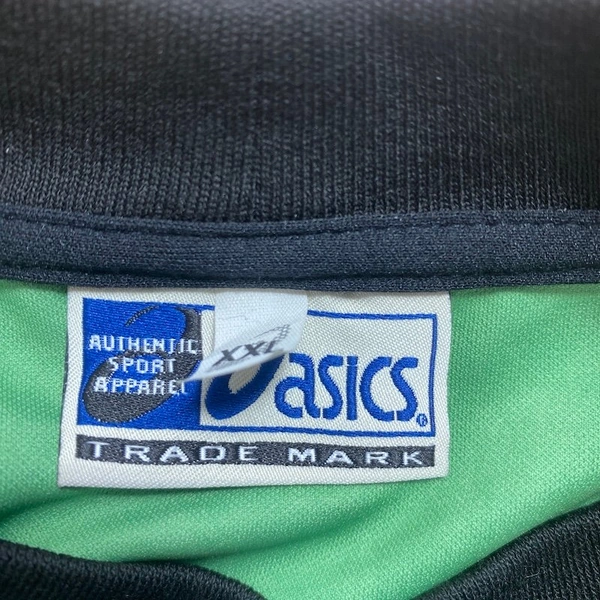 AUTHENTIC
SPORT
APPAREL
XXL
asics®
TRADE MARK